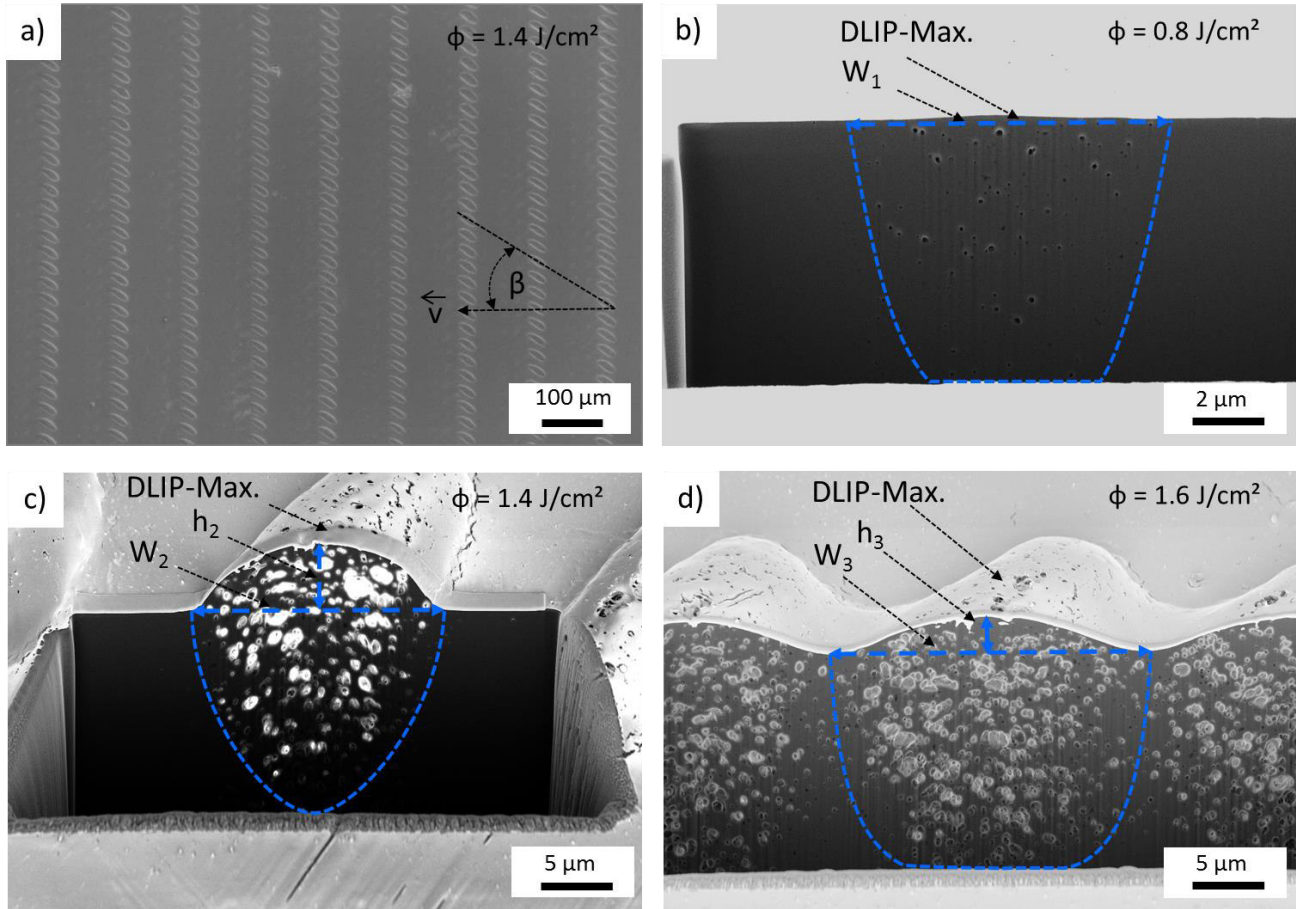 a)
ϕ = 1.4 J/cm²
β
v
100 µm
b)
DLIP-Max.
ϕ = 0.8 J/cm²
W₁
2 µm
c)
DLIP-Max.
ϕ = 1.4 J/cm²
h₂
W₂
5 µm
d)
DLIP-Max.
ϕ = 1.6 J/cm²
h₃
W₃
5 µm